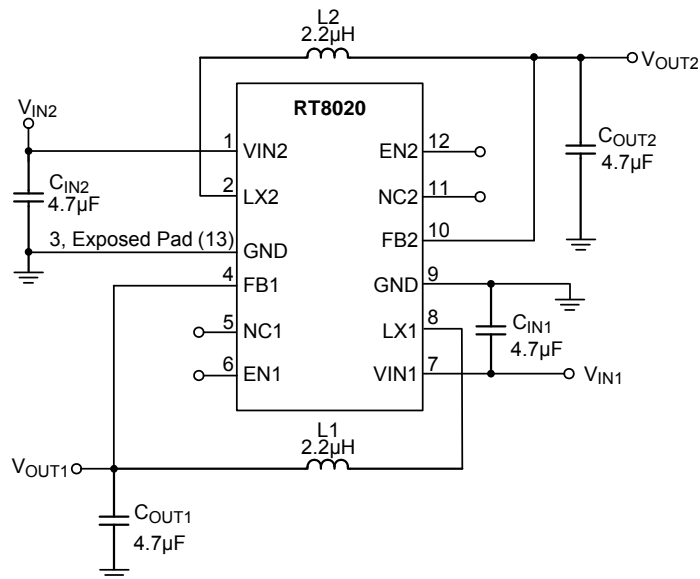 L2
2.2µH
VOUT2
RT8020
VIN2
1
VIN2
EN2
12
COUT2
4.7µF
CIN2
4.7µF
2
LX2
NC2
11
3, Exposed Pad (13)
GND
FB2
10
4
FB1
GND
9
5
NC1
LX1
8
CIN1
4.7µF
6
EN1
VIN1
7
VIN1
L1
2.2µH
VOUT1
COUT1
4.7µF